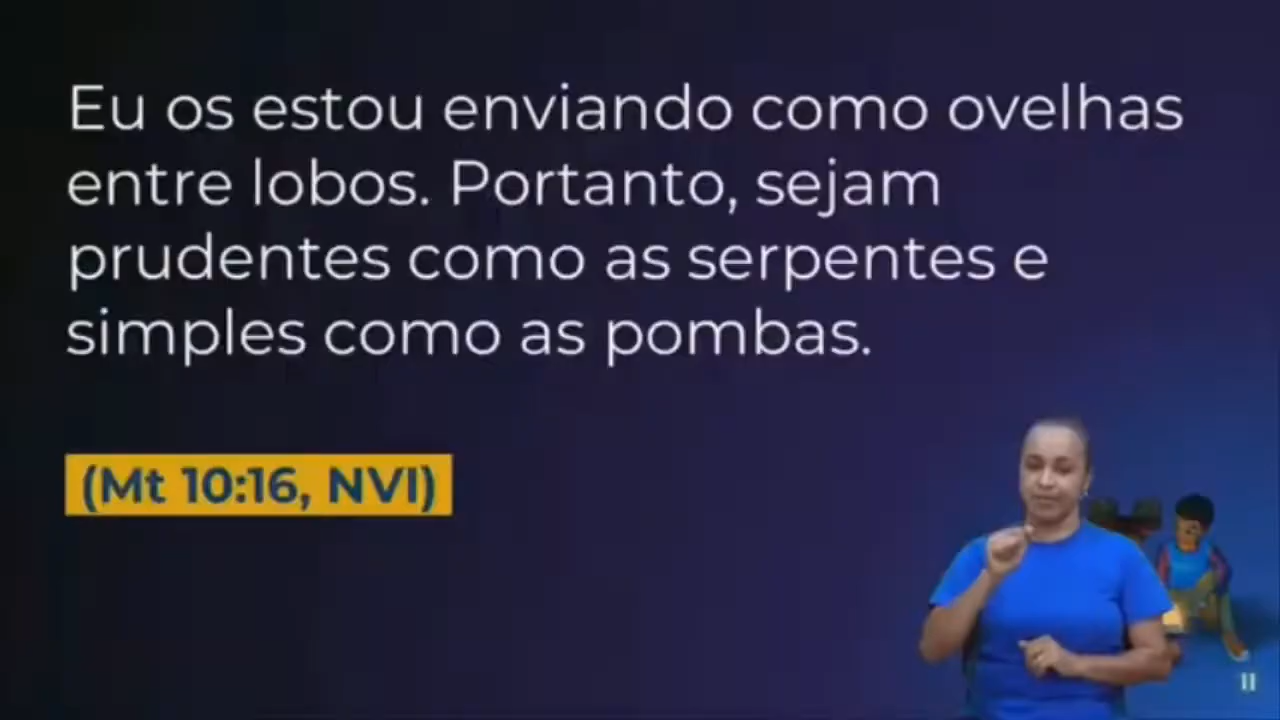 Eu os estou enviando como ovelhas
entre lobos. Portanto, sejam
prudentes como as serpentes e
simples como as pombas.
(Mt 10:16, NVI)
11